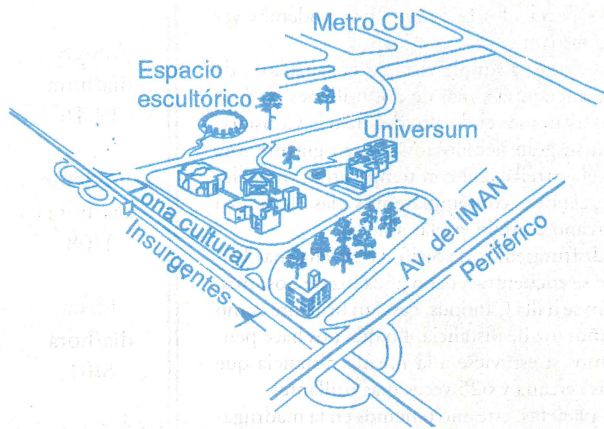 Metro CU
Espacio
escultórico
Universum
Zona cultural
Insurgentes
Av. del IMAN
Periférico